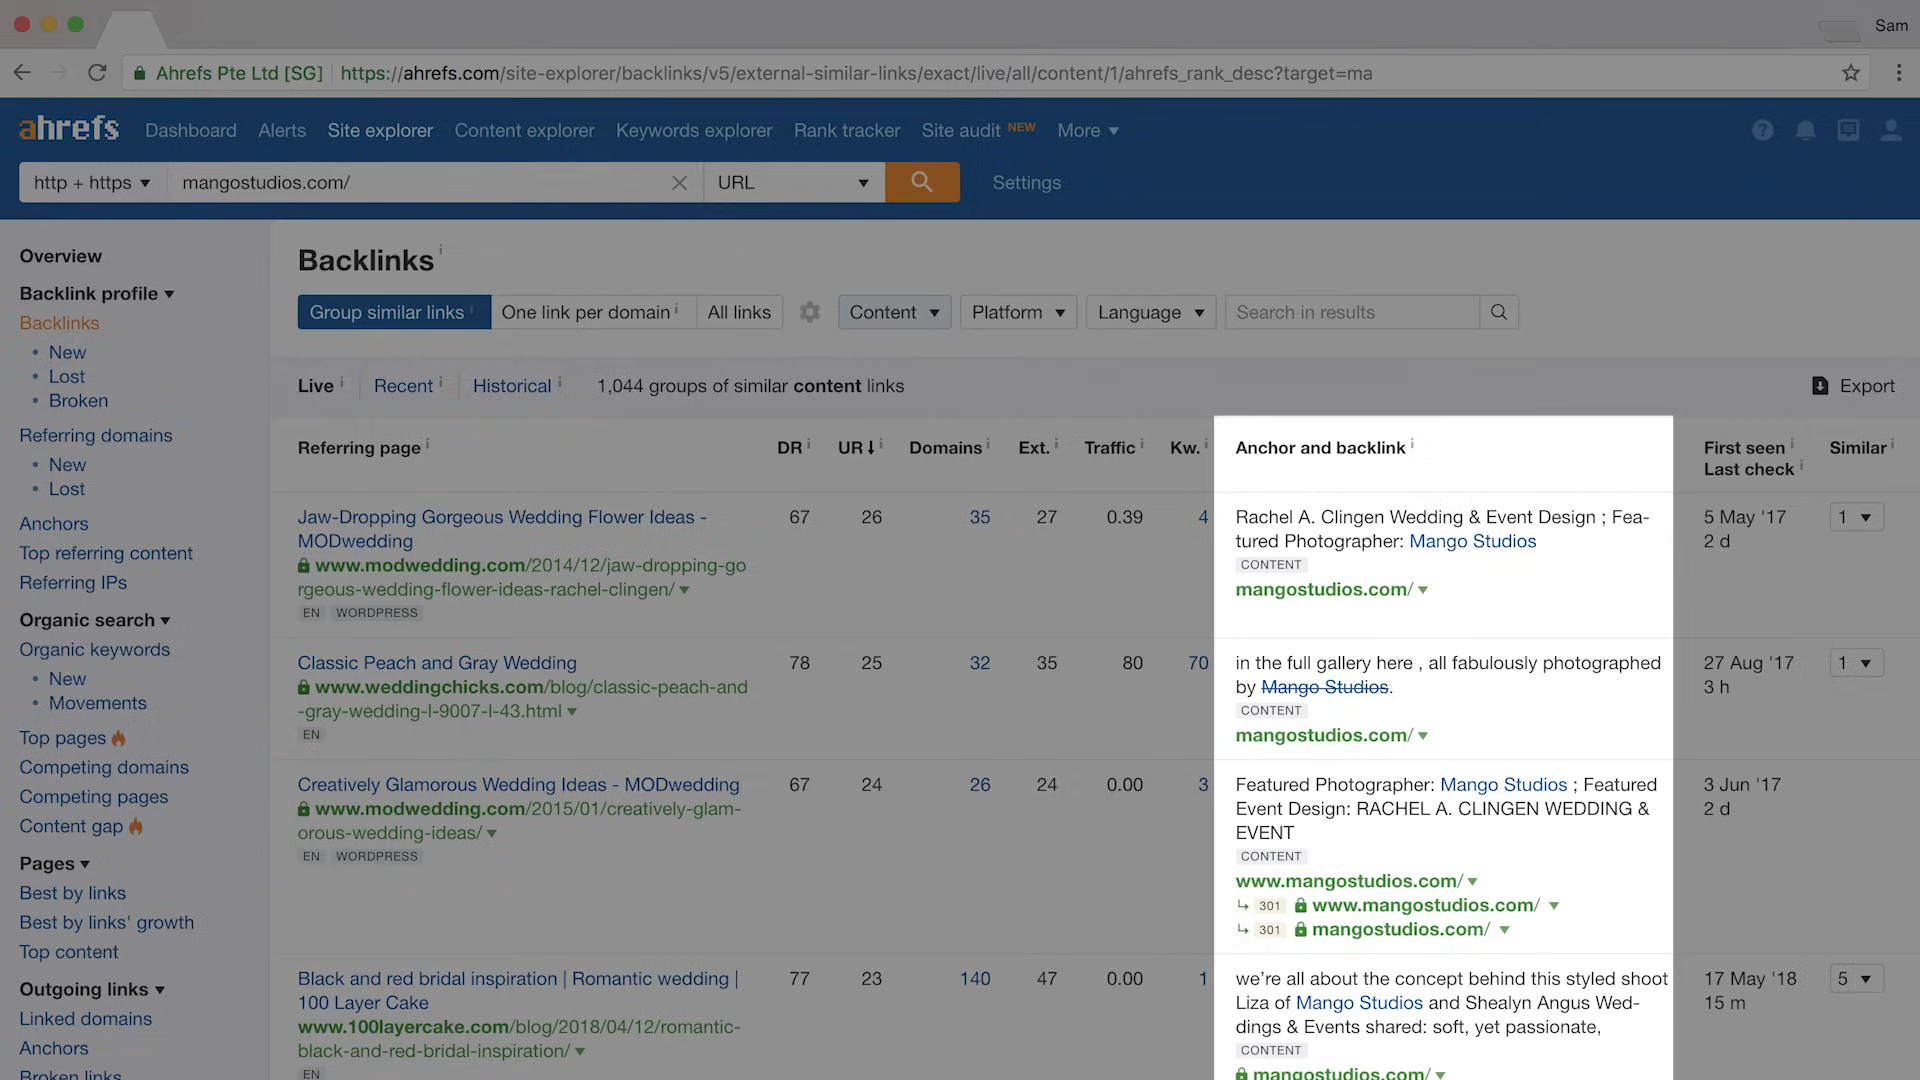 Sam
Ahrefs Pte Ltd [SG] https://ahrefs.com/site-explorer/backlinks/v5/external-similar-links/exact/live/all/content/1/ahrefs_rank_desc?target=ma
ahrefs Dashboard Alerts Site explorer Content explorer Keywords explorer Rank tracker Site audit NEW More
http + https mangostudios.com/ URL Settings
Overview
Backlink profile
Backlinks
New
Lost
Broken
Referring domains
New
Lost
Anchors
Top referring content
Referring IPs
Organic search
Organic keywords
New
Movements
Top pages
Competing domains
Competing pages
Content gap
Pages
Best by links
Best by links' growth
Top content
Outgoing links
Linked domains
Anchors
Broken links
Backlinks
Group similar links One link per domain All links Content Platform Language Search in results
Live Recent Historical 1,044 groups of similar content links Export
Referring page DR UR Domains Ext. Traffic Kw. Anchor and backlink First seen Similar
Last check
Jaw-Dropping Gorgeous Wedding Flower Ideas - 67 26 35 27 0.39 4 Rachel A. Clingen Wedding & Event Design ; Fea- 5 May '17 1
MODwedding tured Photographer: Mango Studios 2 d
www.modwedding.com/2014/12/jaw-dropping-go CONTENT
rgeous-wedding-flower-ideas-rachel-clingen/ mangostudios.com/
EN WORDPRESS
Classic Peach and Gray Wedding 78 25 32 35 80 70 in the full gallery here , all fabulously photographed 27 Aug '17 1
www.weddingchicks.com/blog/classic-peach-and by Mango Studios. 3 h
-gray-wedding-l-9007-l-43.html CONTENT
EN mangostudios.com/
Creatively Glamorous Wedding Ideas - MODwedding 67 24 26 24 0.00 3 Featured Photographer: Mango Studios ; Featured 3 Jun '17
www.modwedding.com/2015/01/creatively-glam- Event Design: RACHEL A. CLINGEN WEDDING & 2 d
orous-wedding-ideas/ EVENT
EN WORDPRESS CONTENT
www.mangostudios.com/
301 www.mangostudios.com/
301 mangostudios.com/
Black and red bridal inspiration | Romantic wedding | 77 23 140 47 0.00 1 we're all about the concept behind this styled shoot 17 May '18 5
100 Layer Cake Liza of Mango Studios and Shealyn Angus Wed- 15 m
www.100layercake.com/blog/2018/04/12/romantic- dings & Events shared: soft, yet passionate,
black-and-red-bridal-inspiration/ CONTENT
EN mangostudios.com/